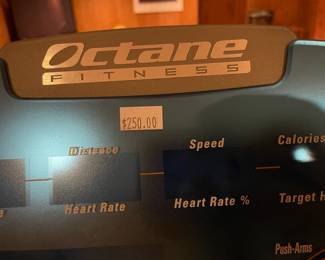 Octane
FITNESS
$250.00
Distance
Speed
Calories
Heart Rate
Heart Rate %
Target H
Push-Arms